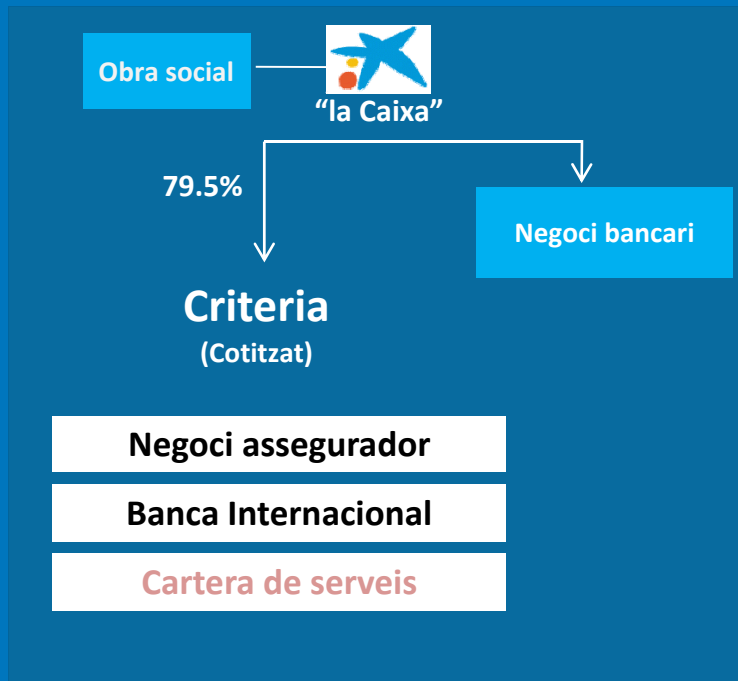 Obra social
“la Caixa”
79.5%
Negoci bancari
Criteria
(Cotitzat)
Negoci assegurador
Banca Internacional
Cartera de serveis